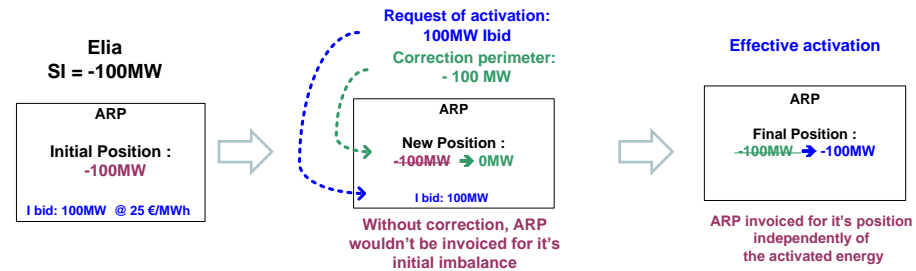 Elia
SI = -100MW
ARP
Initial Position :
-100MW
I bid: 100MW @ 25 €/MWh
Request of activation:
100MW Ibid
Correction perimeter:
- 100 MW
ARP
New Position :
-100MW ➔ 0MW
I bid: 100MW
Without correction, ARP
wouldn't be invoiced for it's
initial imbalance
Effective activation
ARP
Final Position :
-100MW ➔ -100MW
ARP invoiced for it's position
independently of
the activated energy